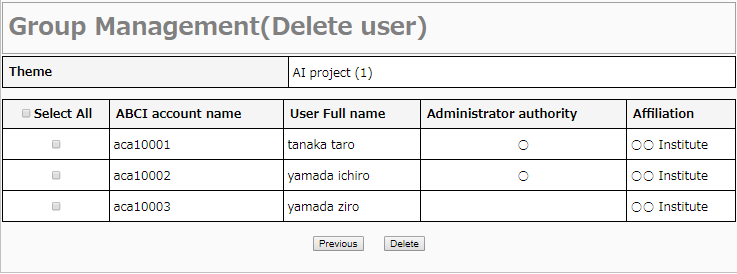 Group Management(Delete user)
Theme AI project (1)
Select All ABCI account name User Full name Administrator authority Affiliation
aca10001 tanaka taro ○ ○○ Institute
aca10002 yamada ichiro ○ ○○ Institute
aca10003 yamada ziro ○○ Institute
Previous Delete